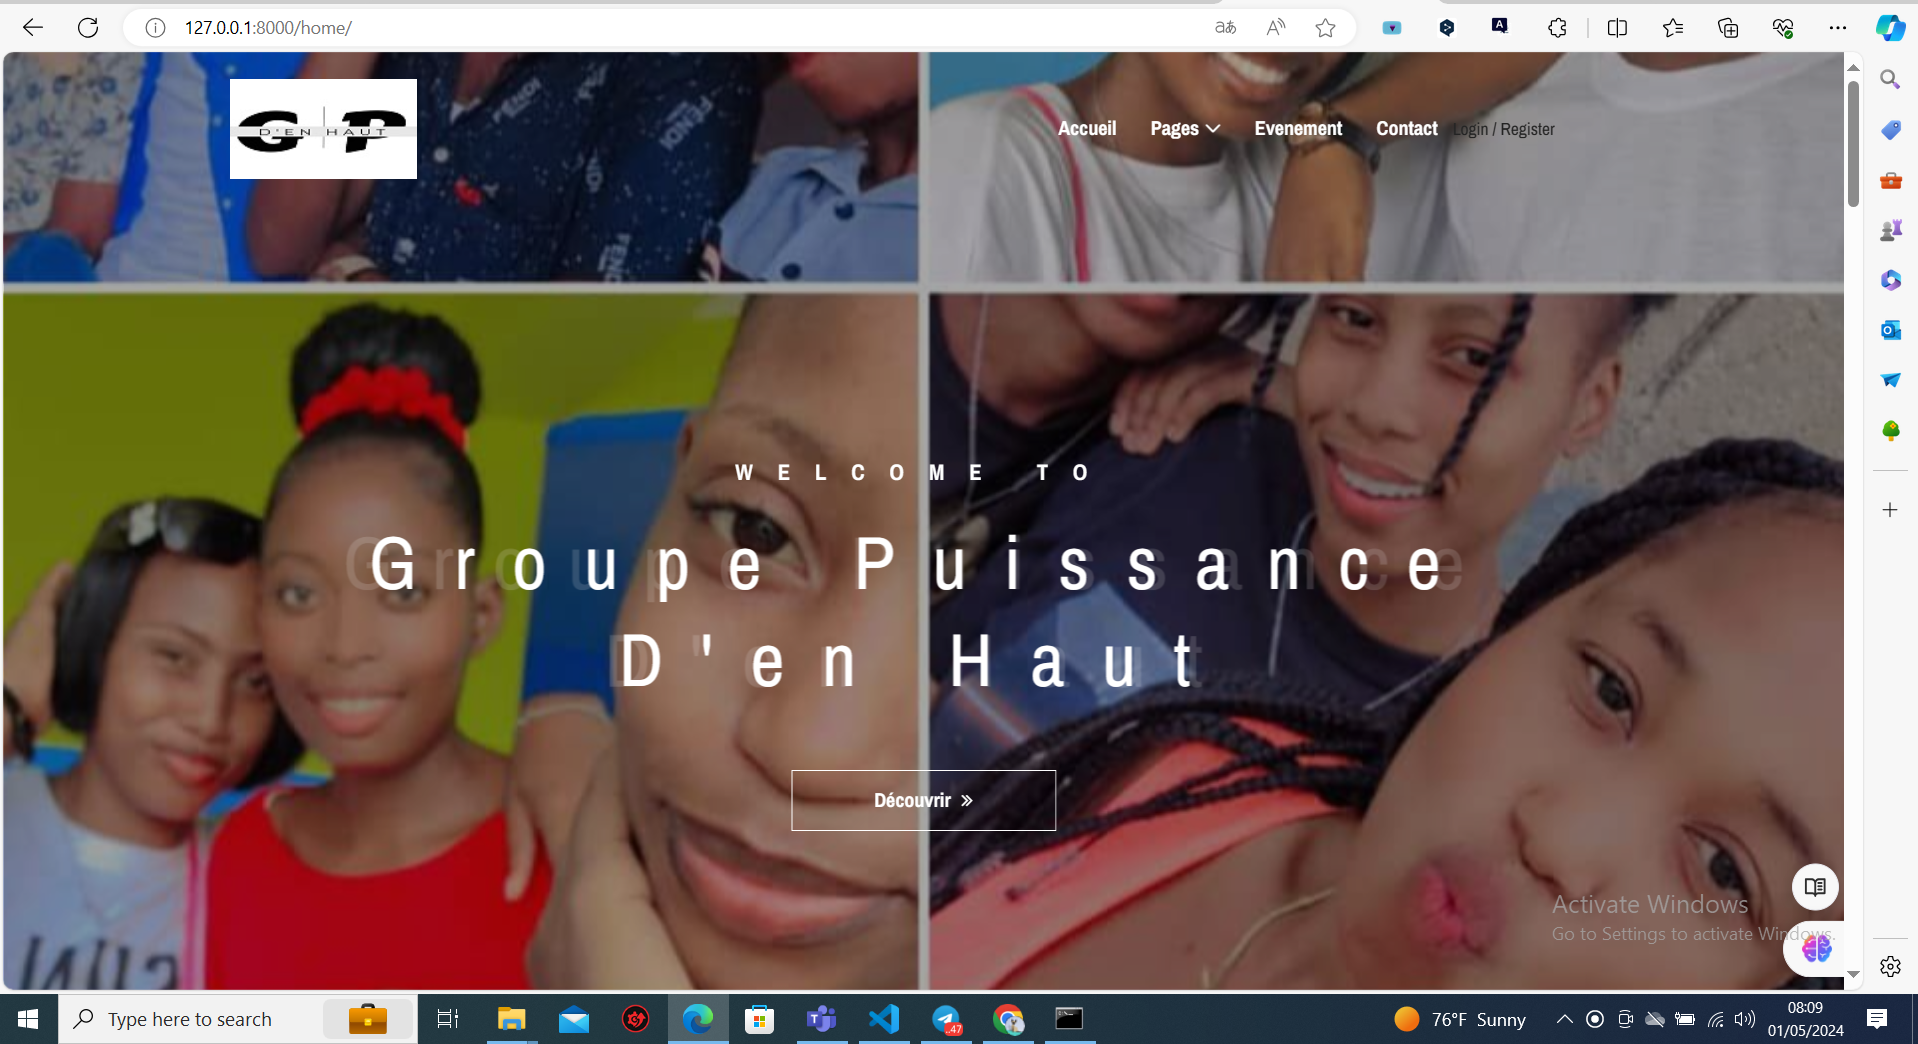 127.0.0.1:8000/home/
G P
D'EN HAUT
Accueil Pages Evenement Contact Login / Register
FENDI
FENDI
WELCOME TO
Groupe Puissance
D'en Haut
Découvrir »
Activate Windows
Go to Settings to activate Windows.
Type here to search
..47
76°F Sunny
08:09
01/05/2024